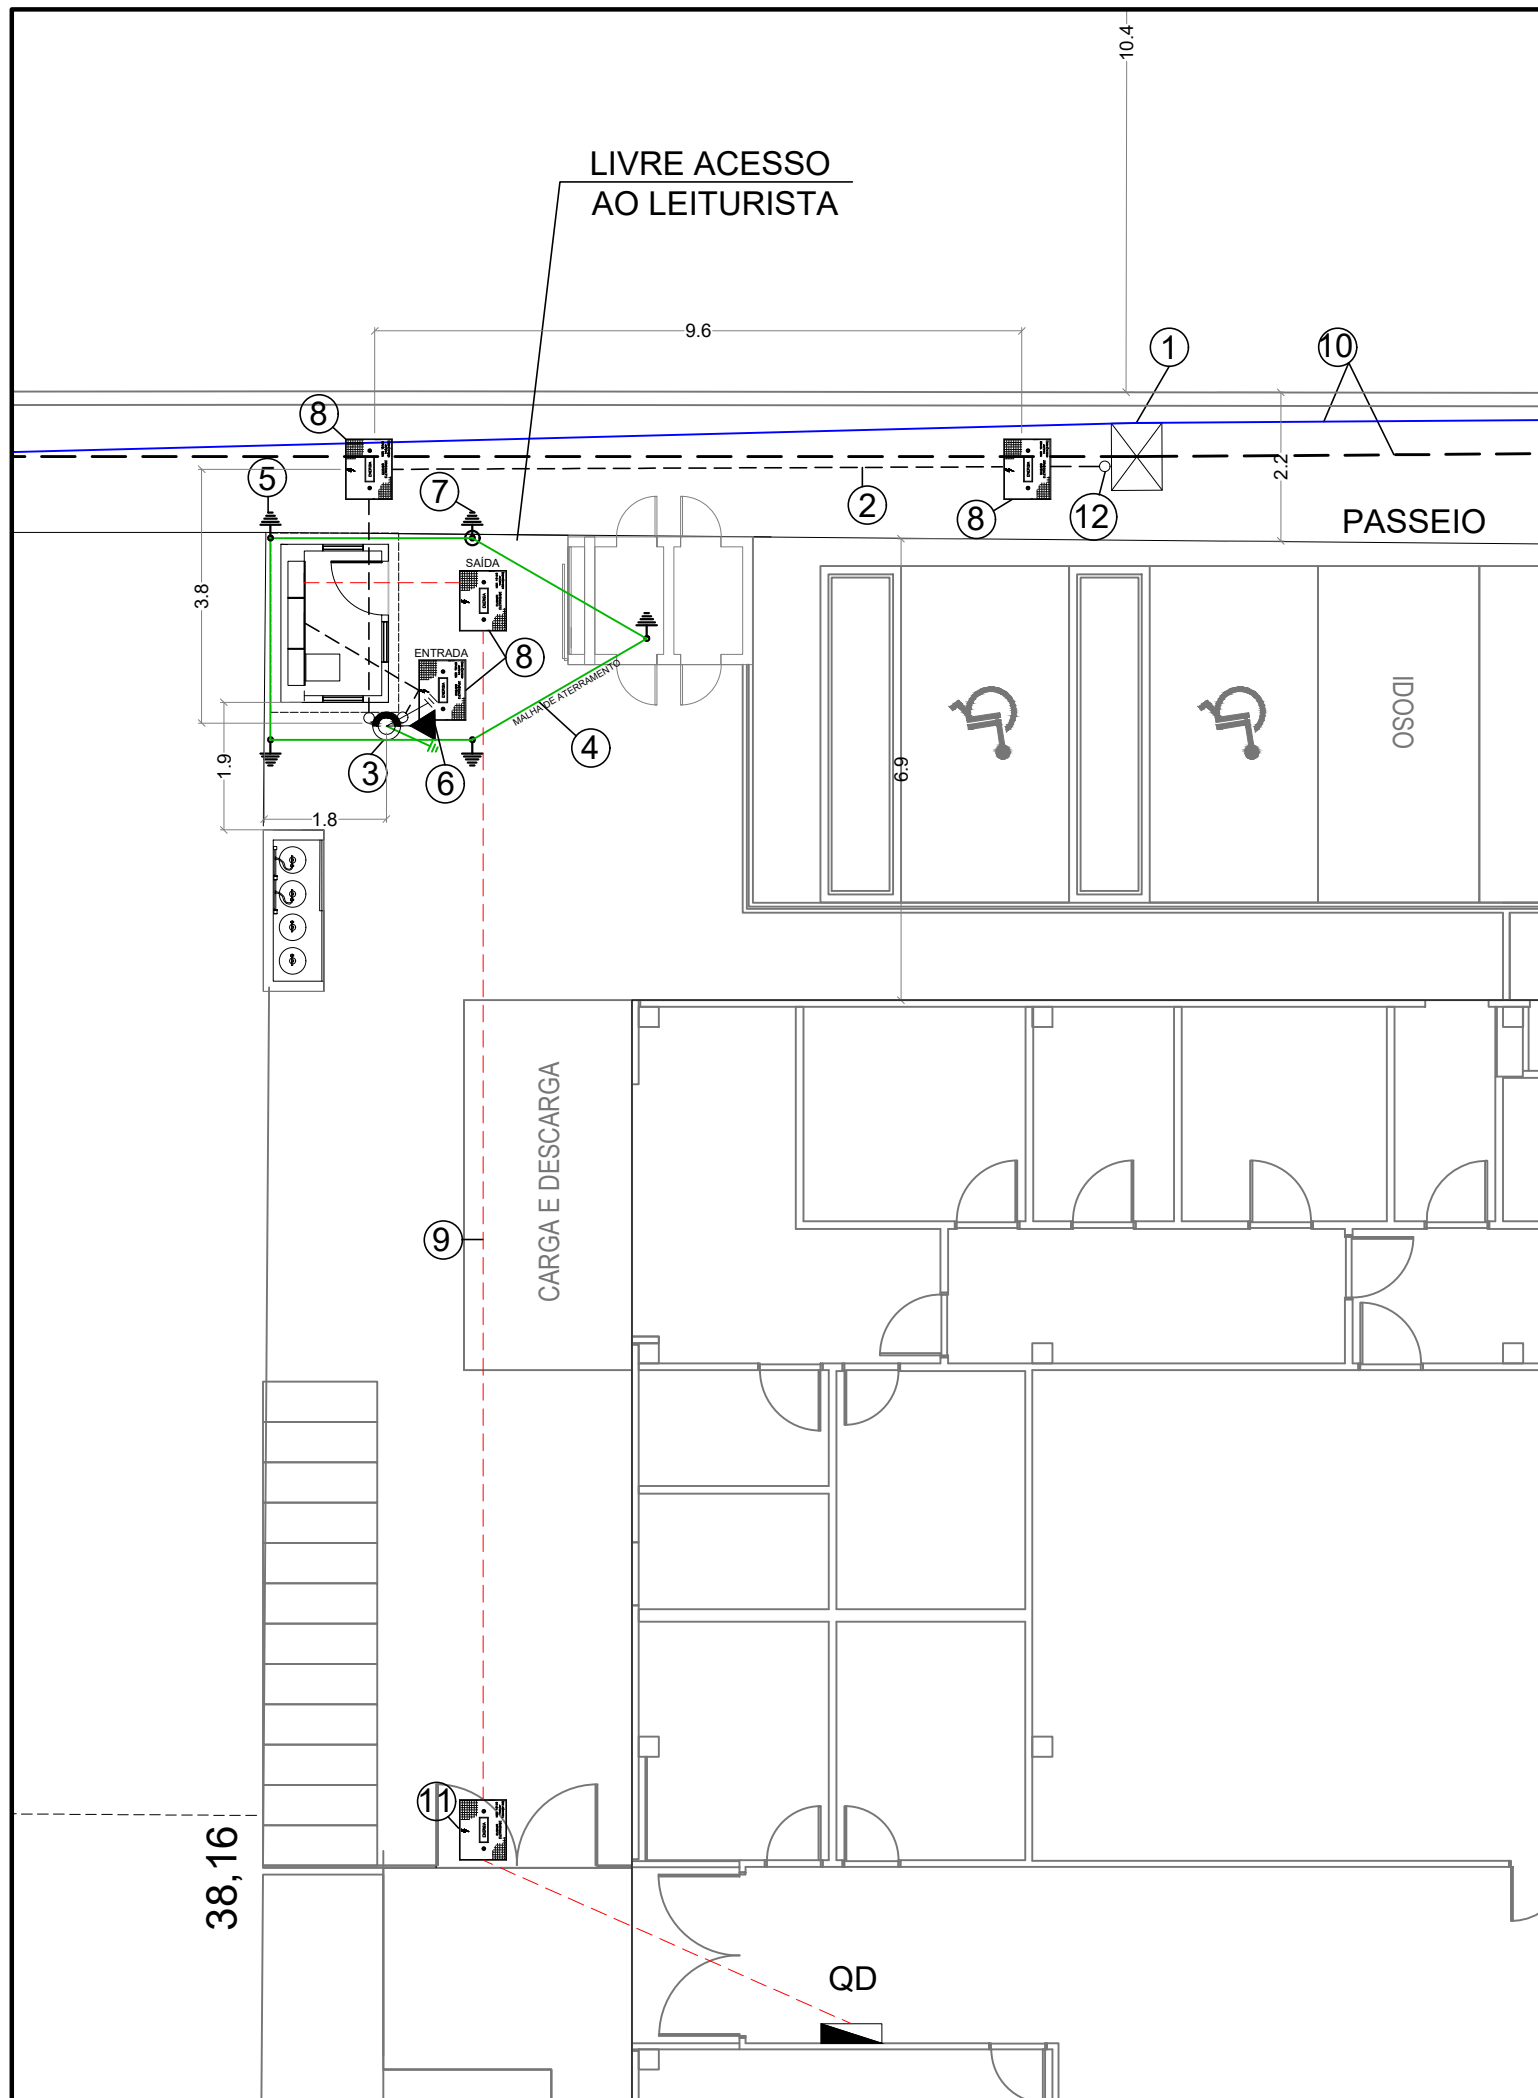 10.4
LIVRE ACESSO
AO LEITURISTA
9.6
1
10
8
5
7
2
8
12
2.2
PASSEIO
SAÍDA
3.8
ENTRADA
8
MALHA DE ATERRAMENTO
4
IDOSO
3
6
1.9
6.9
1.8
CARGA E DESCARGA
9
11
38,16
QD